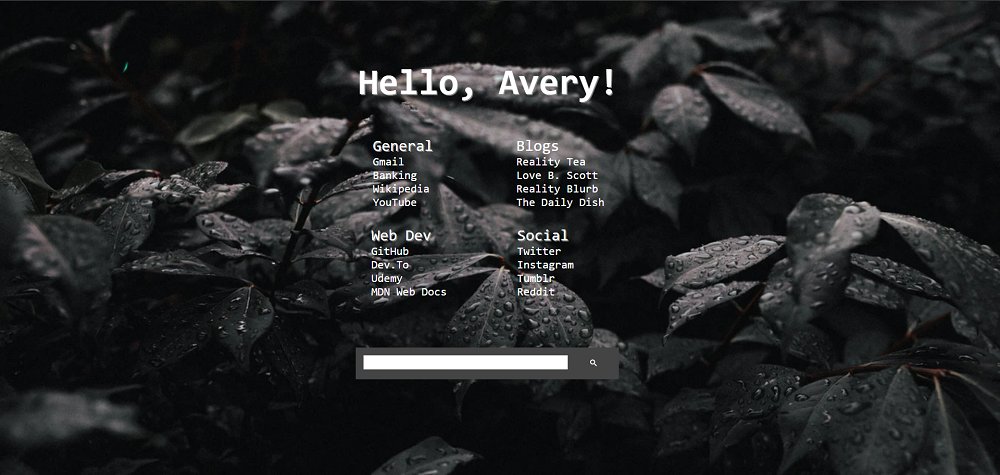 Hello, Avery!
General
Gmail
Banking
Wikipedia
YouTube
Blogs
Reality Tea
Love B. Scott
Reality Blurb
The Daily Dish
Web Dev
GitHub
Dev.To
Udemy
MDN Web Docs
Social
Twitter
Instagram
Tumblr
Reddit